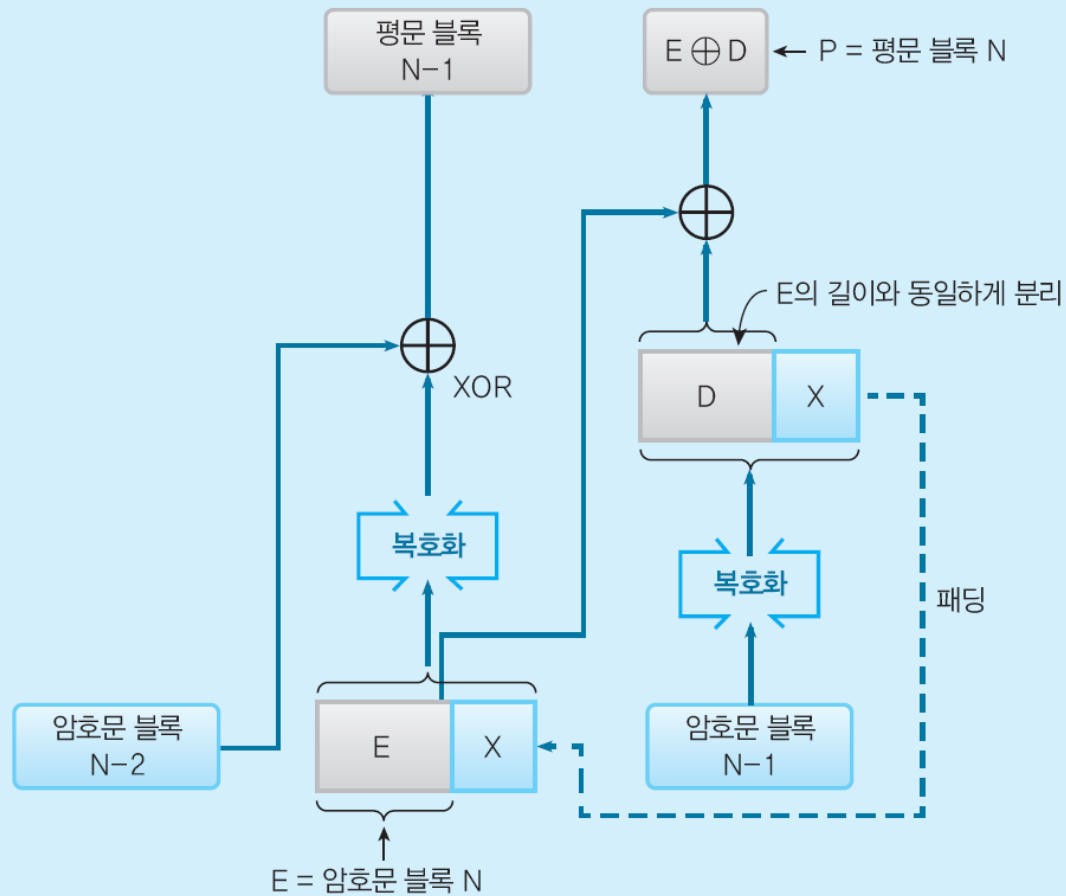 평문 블록
N-1
E ⊕ D
P = 평문 블록 N
E의 길이와 동일하게 분리
XOR
D
X
복호화
복호화
패딩
암호문 블록
N-2
E
X
암호문 블록
N-1
E = 암호문 블록 N